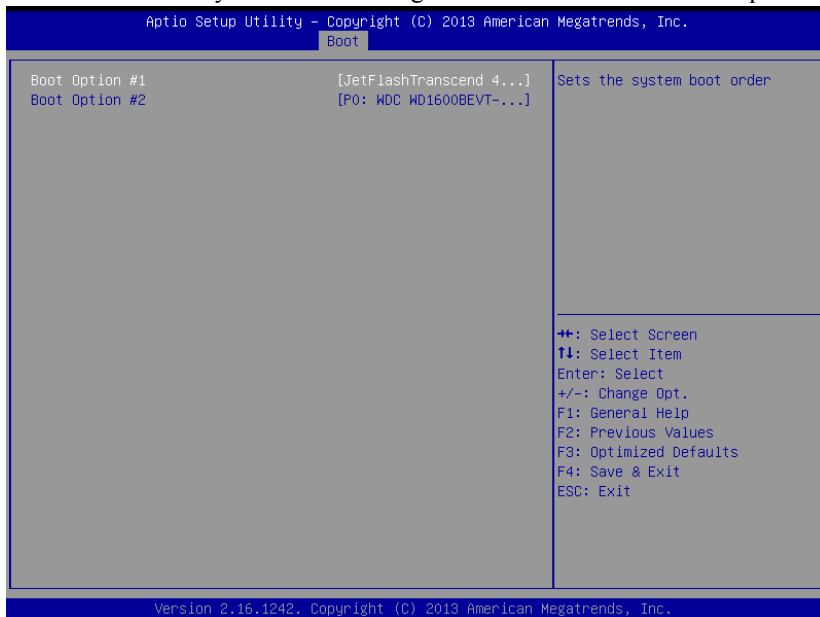 Aptio Setup Utility – Copyright (C) 2013 American Megatrends, Inc.
Boot
Boot Option #1 [JetFlashTranscend 4...] Sets the system boot order
Boot Option #2 [P0: WDC WD1600BEVT-...]
→←: Select Screen
↑↓: Select Item
Enter: Select
+/-: Change Opt.
F1: General Help
F2: Previous Values
F3: Optimized Defaults
F4: Save & Exit
ESC: Exit
Version 2.16.1242. Copyright (C) 2013 American Megatrends, Inc.